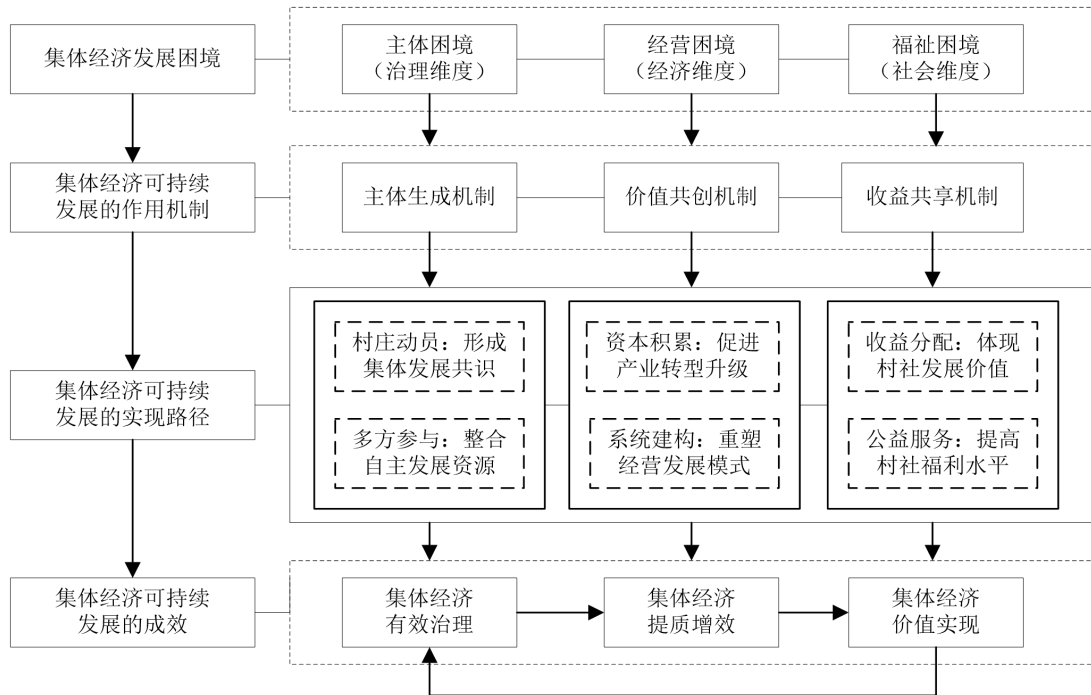 集体经济发展困境
主体困境
（治理维度）
经营困境
（经济维度）
福祉困境
（社会维度）
集体经济可持续
发展的作用机制
主体生成机制
价值共创机制
收益共享机制
集体经济可持续
发展的实现路径
村庄动员：形成
集体发展共识
多方参与：整合
自主发展资源
资本积累：促进
产业转型升级
系统建构：重塑
经营发展模式
收益分配：体现
村社发展价值
公益服务：提高
村社福利水平
集体经济可持续
发展的成效
集体经济
有效治理
集体经济
提质增效
集体经济
价值实现